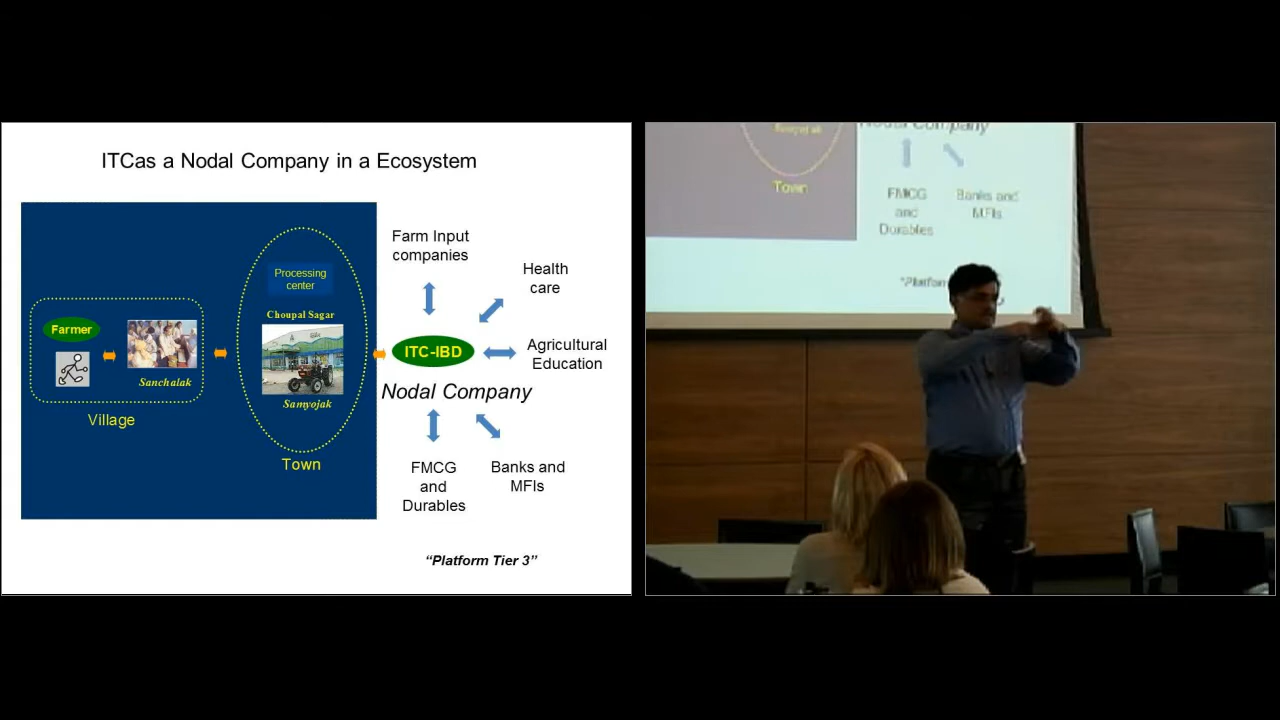 ITCas a Nodal Company in a Ecosystem
Farm Input
companies
Health
care
Processing
center
Choupal Sagar
Farmer
Sanchalak
Samyojak
Village
Town
ITC-IBD
Nodal Company
Agricultural
Education
FMCG
and
Durables
Banks and
MFIs
“Platform Tier 3”
Nodal Company
Town
FMCG
and
Durables
Banks and
MFIs